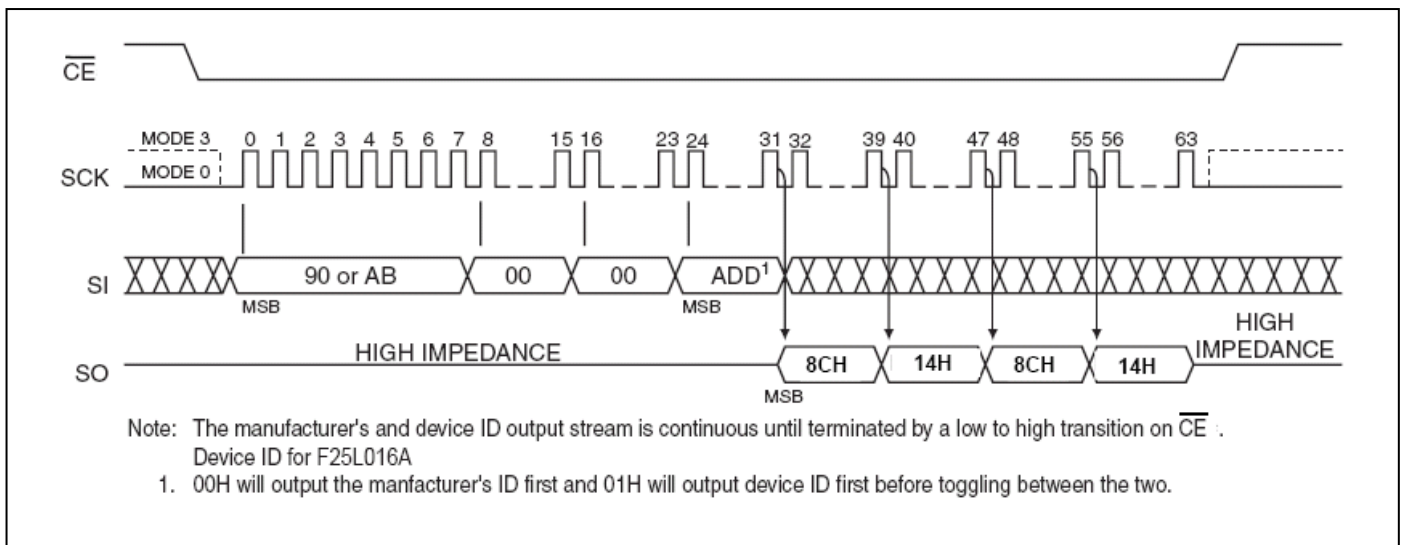 CE
MODE 3 0 1 2 3 4 5 6 7 8 15 16 23 24 31 32 39 40 47 48 55 56 63
SCK MODE 0
SI 90 or AB 00 00 ADD1
MSB MSB
HIGH
HIGH IMPEDANCE IMPEDANCE
SO 8CH 14H 8CH 14H
MSB
Note: The manufacturer's and device ID output stream is continuous until terminated by a low to high transition on CE .
Device ID for F25L016A
1. 00H will output the manfacturer's ID first and 01H will output device ID first before toggling between the two.